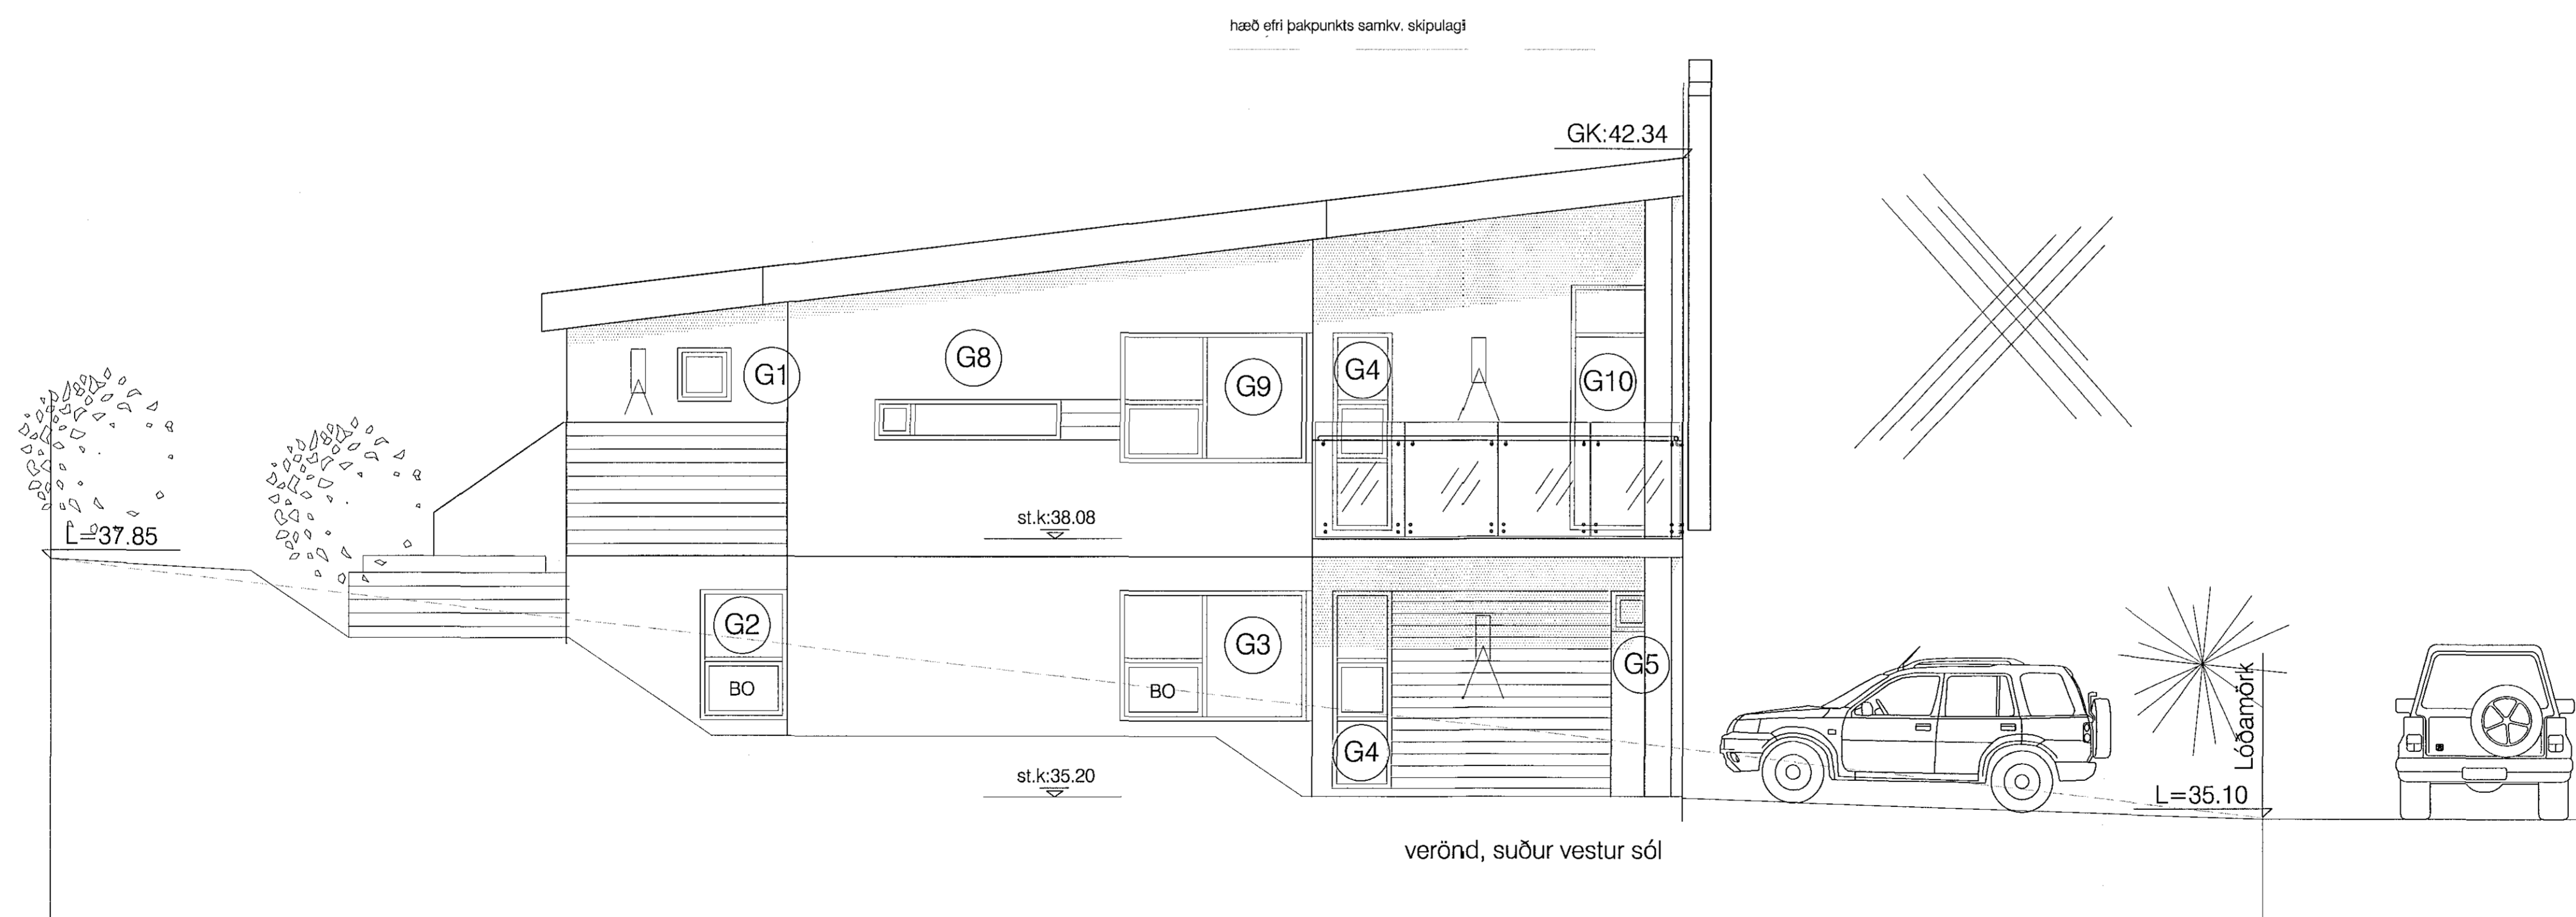 hæð efri þakpunkts samkv. skipulagi
GK:42.34
G1
G8
G9
G4
G10
L=37.85
st.k:38.08
G2
BO
G3
BO
G5
G4
st.k:35.20
Lóðamörk
L=35.10
verönd, suður vestur sól